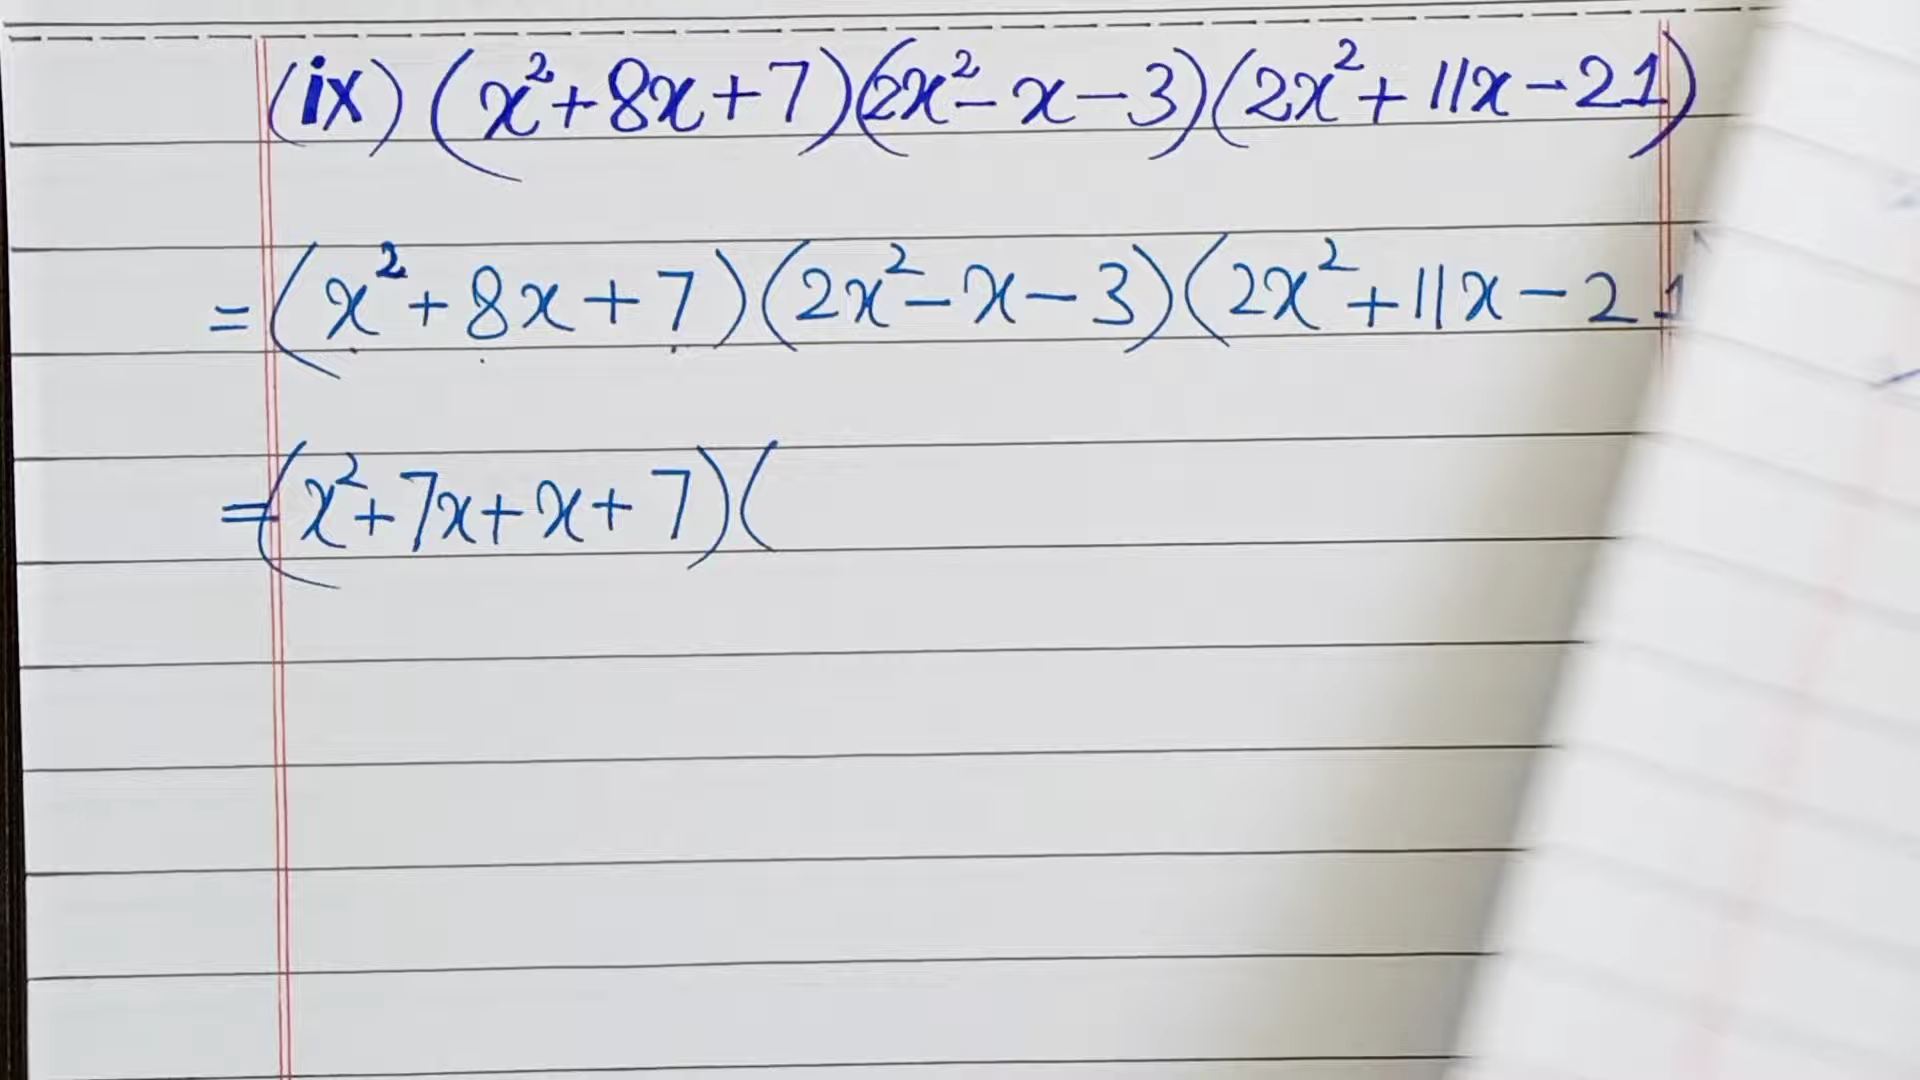 (ix) (x²+8x+7)(2x²-x-3)(2x²+11x-21)
=(x²+8x+7)(2x²-x-3)(2x²+11x-21
=(x²+7x+x+7)(